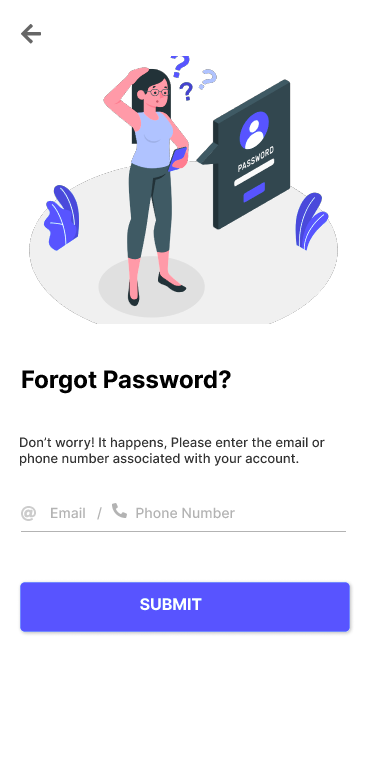 ? ? ?
PASSWORD
Forgot Password?
Don’t worry! It happens, Please enter the email or
phone number associated with your account.
@ Email / Phone Number
SUBMIT